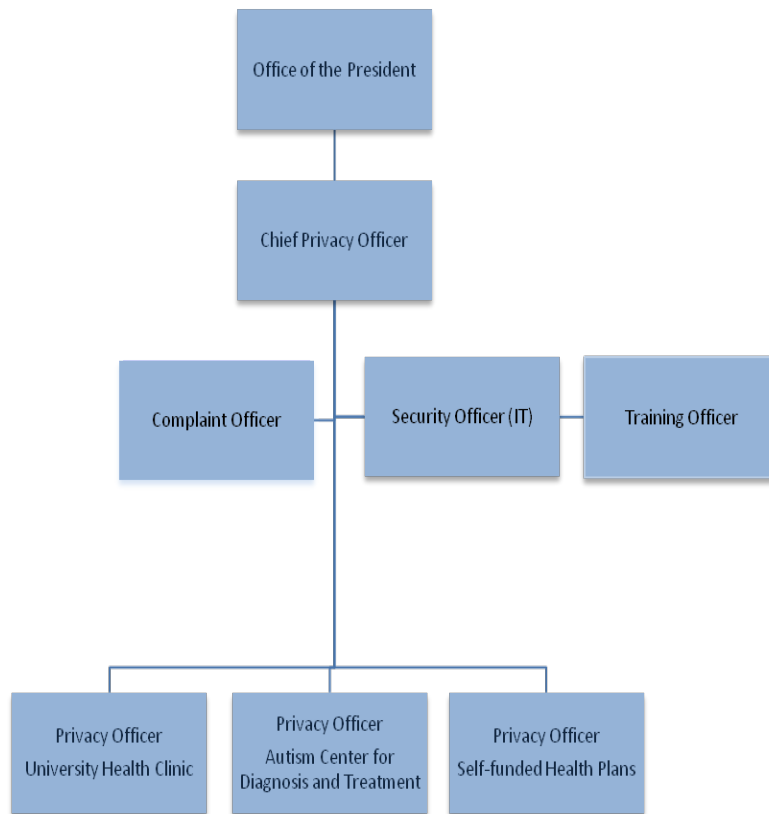 Office of the President
Chief Privacy Officer
Complaint Officer
Security Officer (IT)
Training Officer
Privacy Officer
University Health Clinic
Privacy Officer
Autism Center for
Diagnosis and Treatment
Privacy Officer
Self-funded Health Plans